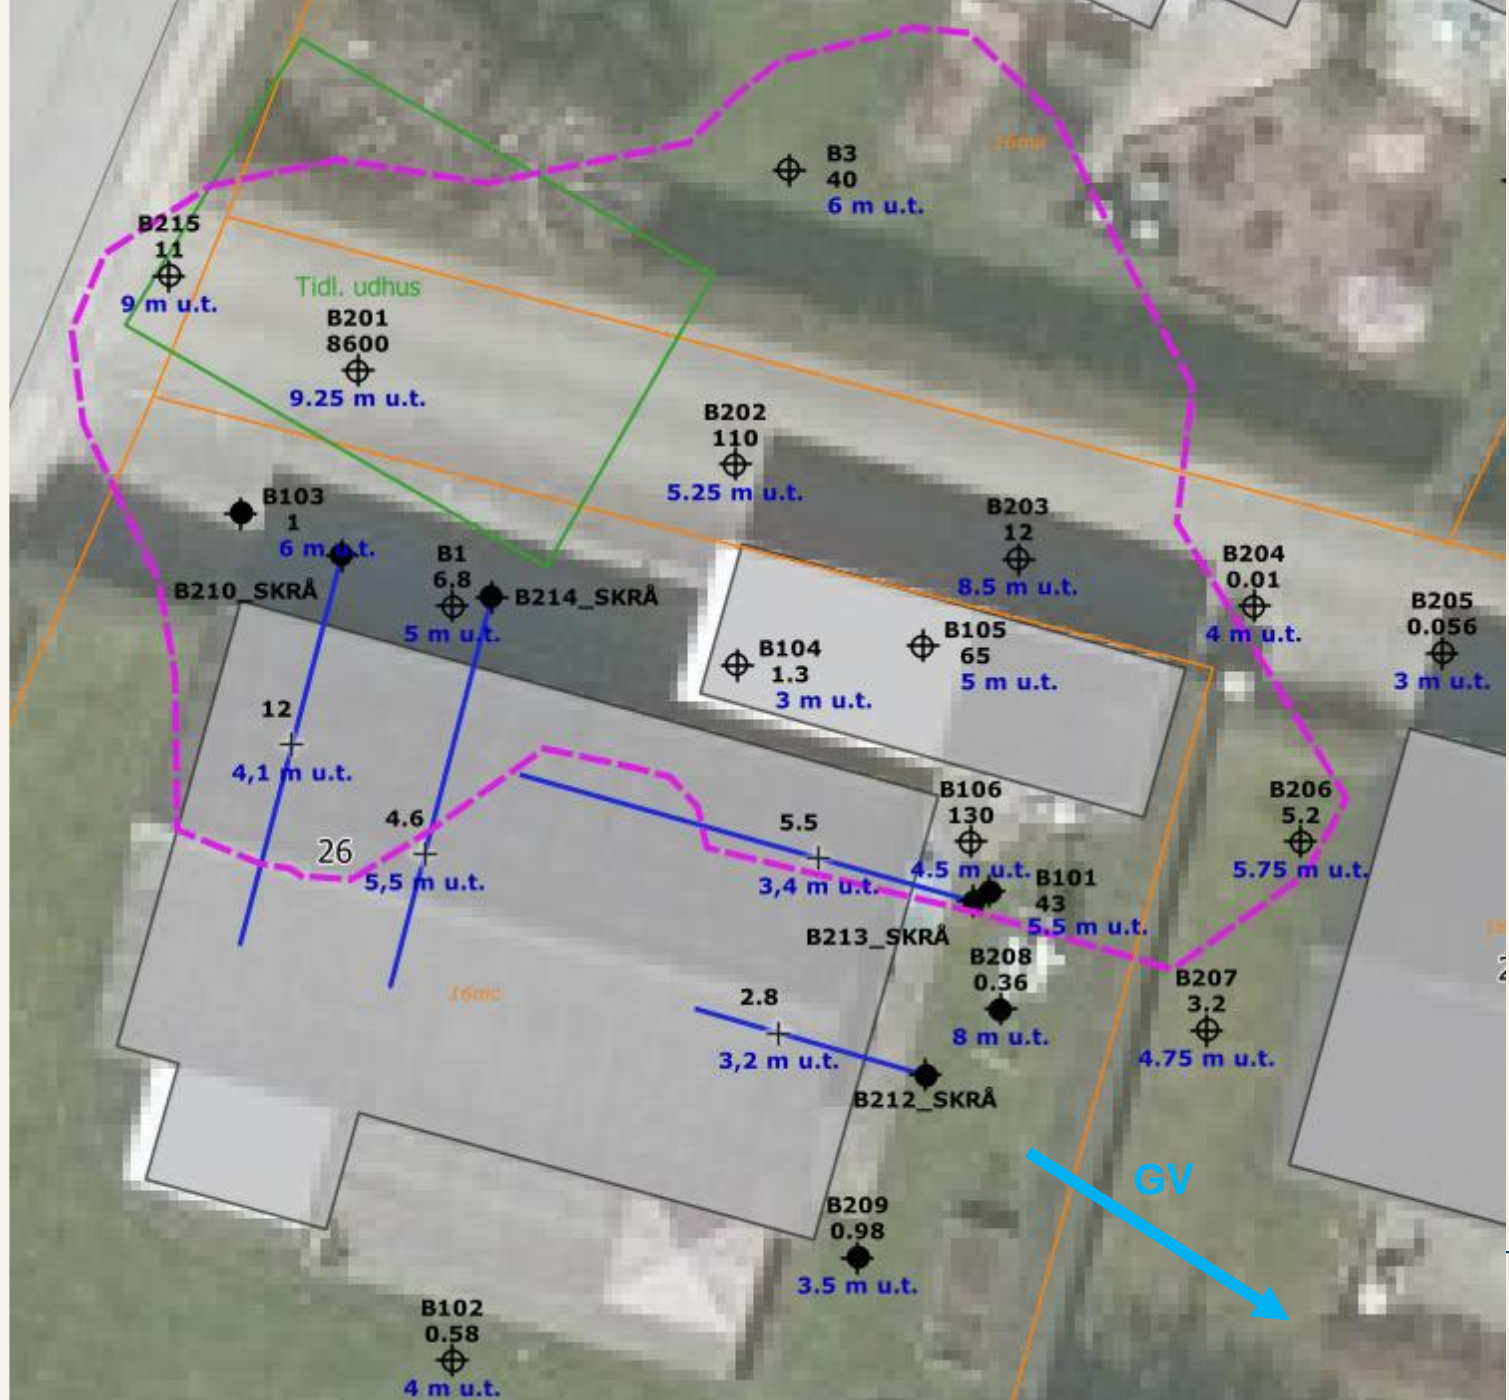 16mc
B3
40
6 m u.t.
B215
11
9 m u.t.
Tidl. udhus
B201
8600
9.25 m u.t.
B202
110
5.25 m u.t.
B103
1
6 m u.t.
B210_SKRÅ
B1
6.8
5 m u.t.
B214_SKRÅ
B203
12
8.5 m u.t.
B204
0.01
4 m u.t.
B205
0.056
3 m u.t.
B104
1.3
3 m u.t.
B105
65
5 m u.t.
12
4,1 m u.t.
4.6
5,5 m u.t.
26
5.5
3,4 m u.t.
B106
130
4.5 m u.t.
B206
5.2
5.75 m u.t.
B101
43
5.5 m u.t.
B213_SKRÅ
B208
0.36
8 m u.t.
B207
3.2
4.75 m u.t.
16mc
2.8
3,2 m u.t.
B212_SKRÅ
GV
B209
0.98
3.5 m u.t.
B102
0.58
4 m u.t.